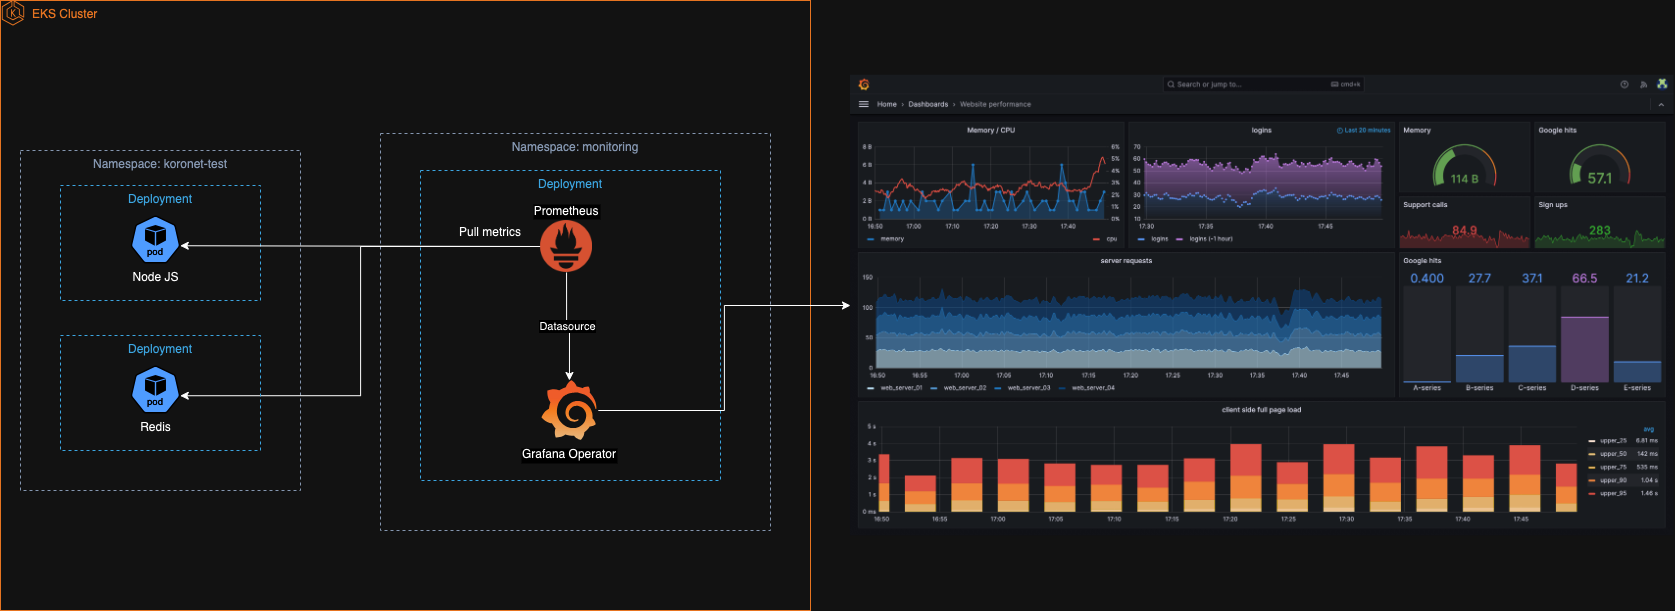 EKS Cluster
Namespace: koronet-test
Deployment
pod
Node JS
Deployment
pod
Redis
Namespace: monitoring
Deployment
Prometheus
Pull metrics
Datasource
Grafana Operator
Search or jump to...
cmd+k
Home › Dashboards › Website performance
Memory / CPU
8 B
6 B
4 B
2 B
0 B
6%
5%
4%
3%
2%
1%
0%
16:50 17:00 17:10 17:20 17:30 17:40
memory
cpu
logins
Last 20 minutes
70
60
50
40
30
20
10
17:30 17:35 17:40 17:45
logins logins (-1 hour)
Memory
114 B
Google hits
57.1
Support calls
84.9
Sign ups
283
server requests
150
100
50
0
16:50 16:55 17:00 17:05 17:10 17:15 17:20 17:25 17:30 17:35 17:40 17:45
web_server_01 web_server_02 web_server_03 web_server_04
Google hits
0.400 27.7 37.1 66.5 21.2
A-series B-series C-series D-series E-series
client side full page load
5 s
4 s
3 s
2 s
1 s
0 ms
16:50 16:55 17:00 17:05 17:10 17:15 17:20 17:25 17:30 17:35 17:40 17:45
avg
upper_25 6.81 ms
upper_50 142 ms
upper_75 535 ms
upper_90 1.04 s
upper_95 1.46 s